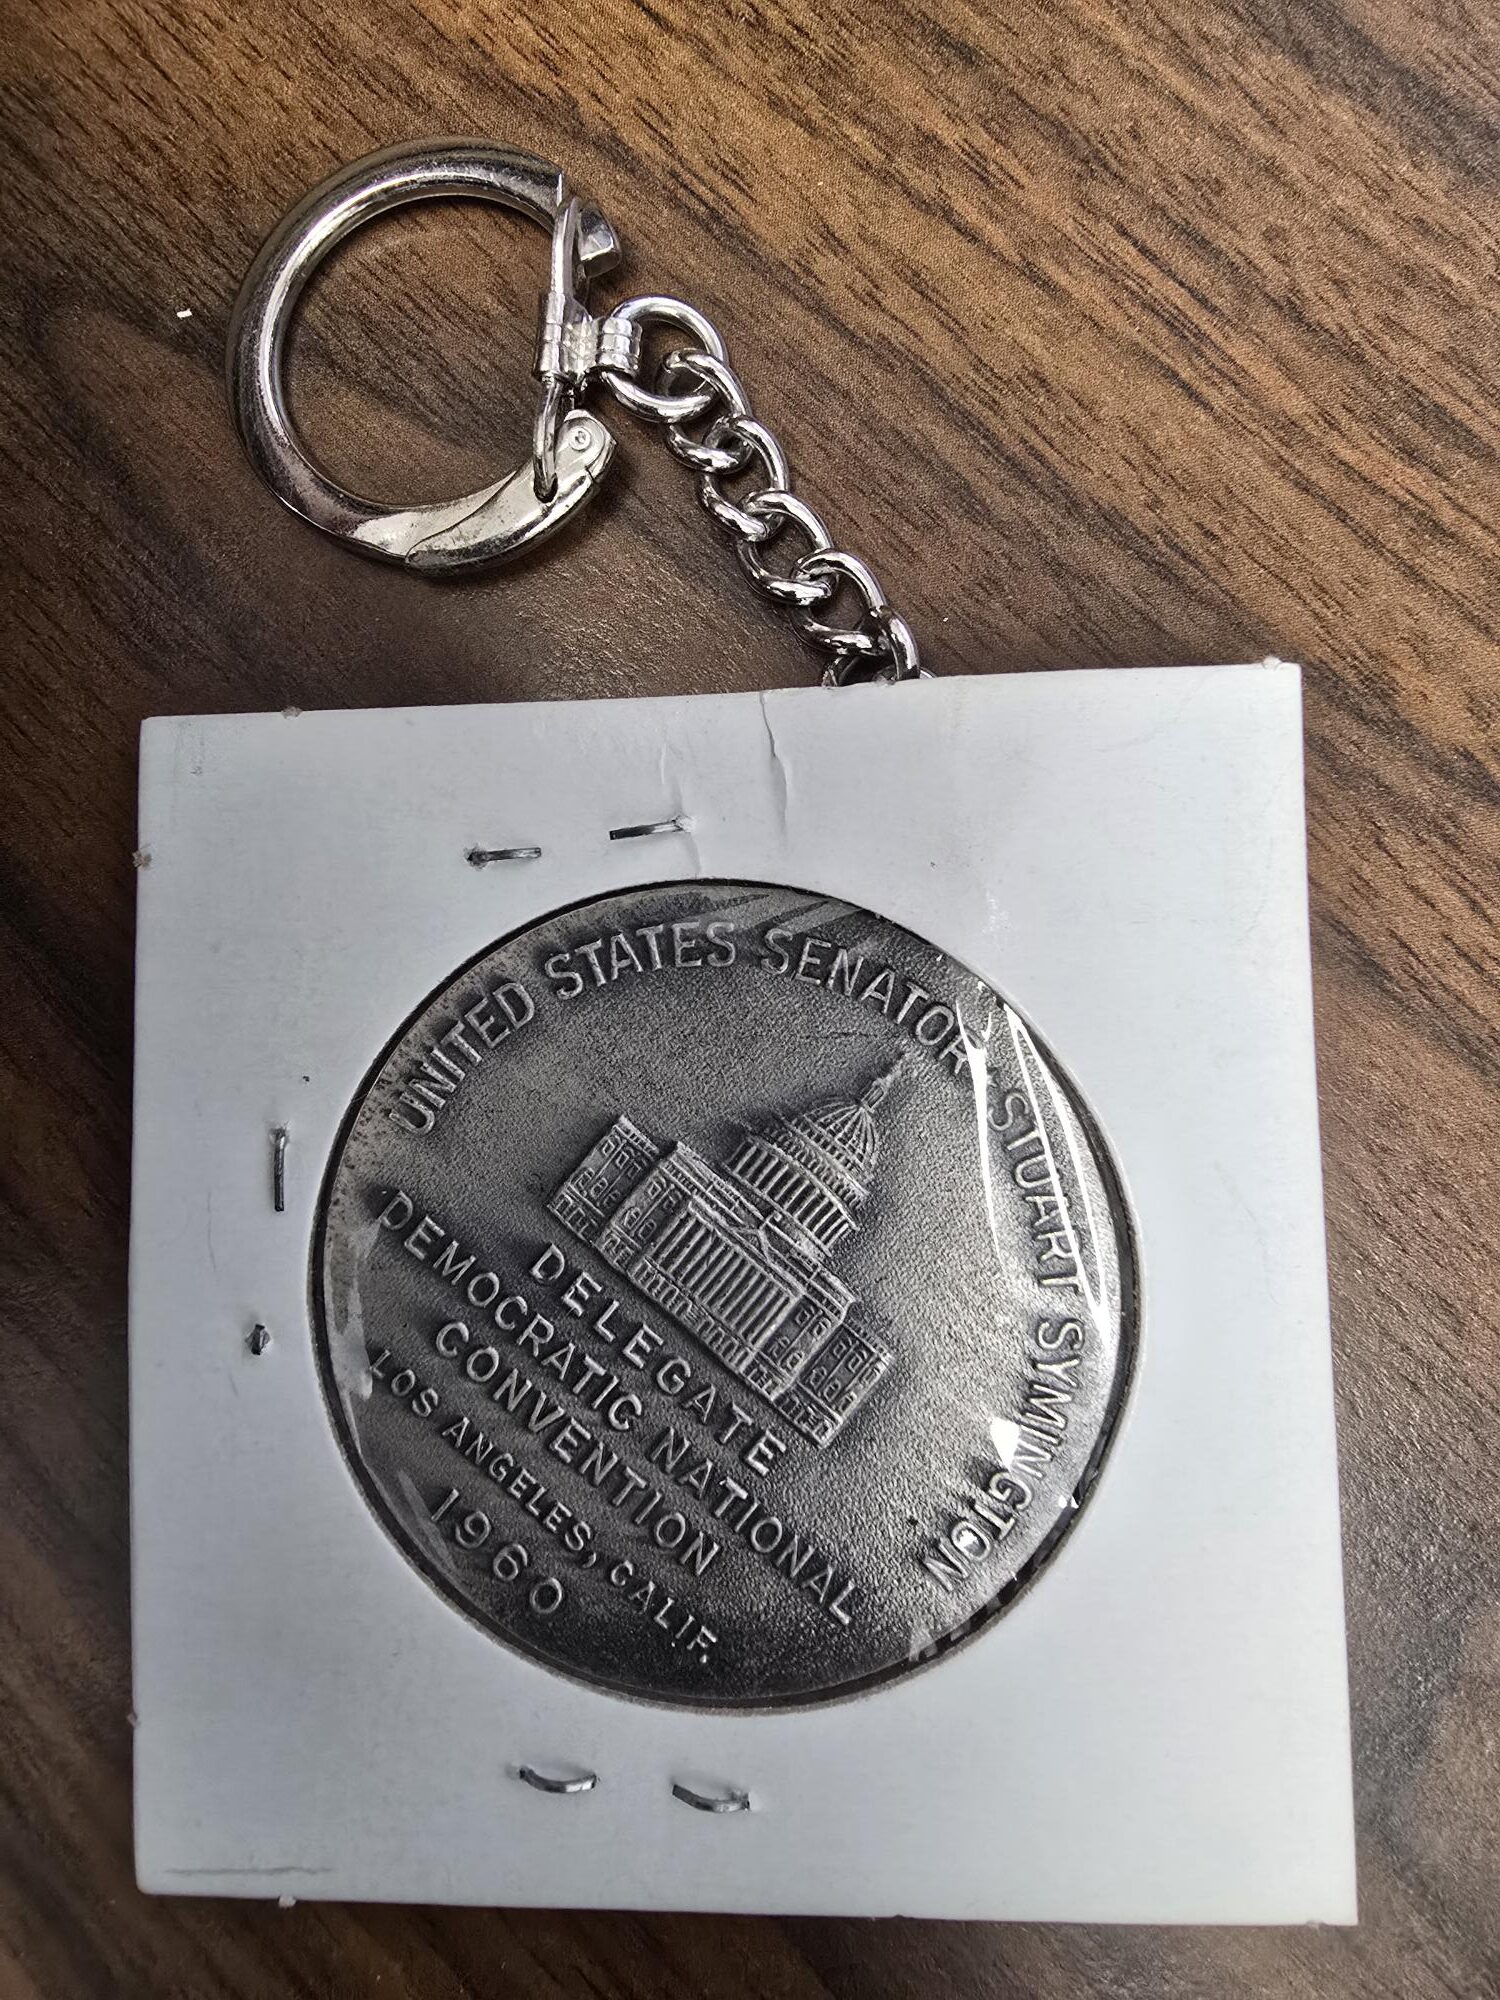 UNITED STATES SENATOR STUART SYMINGTON
DELEGATE
DEMOCRATIC NATIONAL
CONVENTION
LOS ANGELES, CALIF.
1960